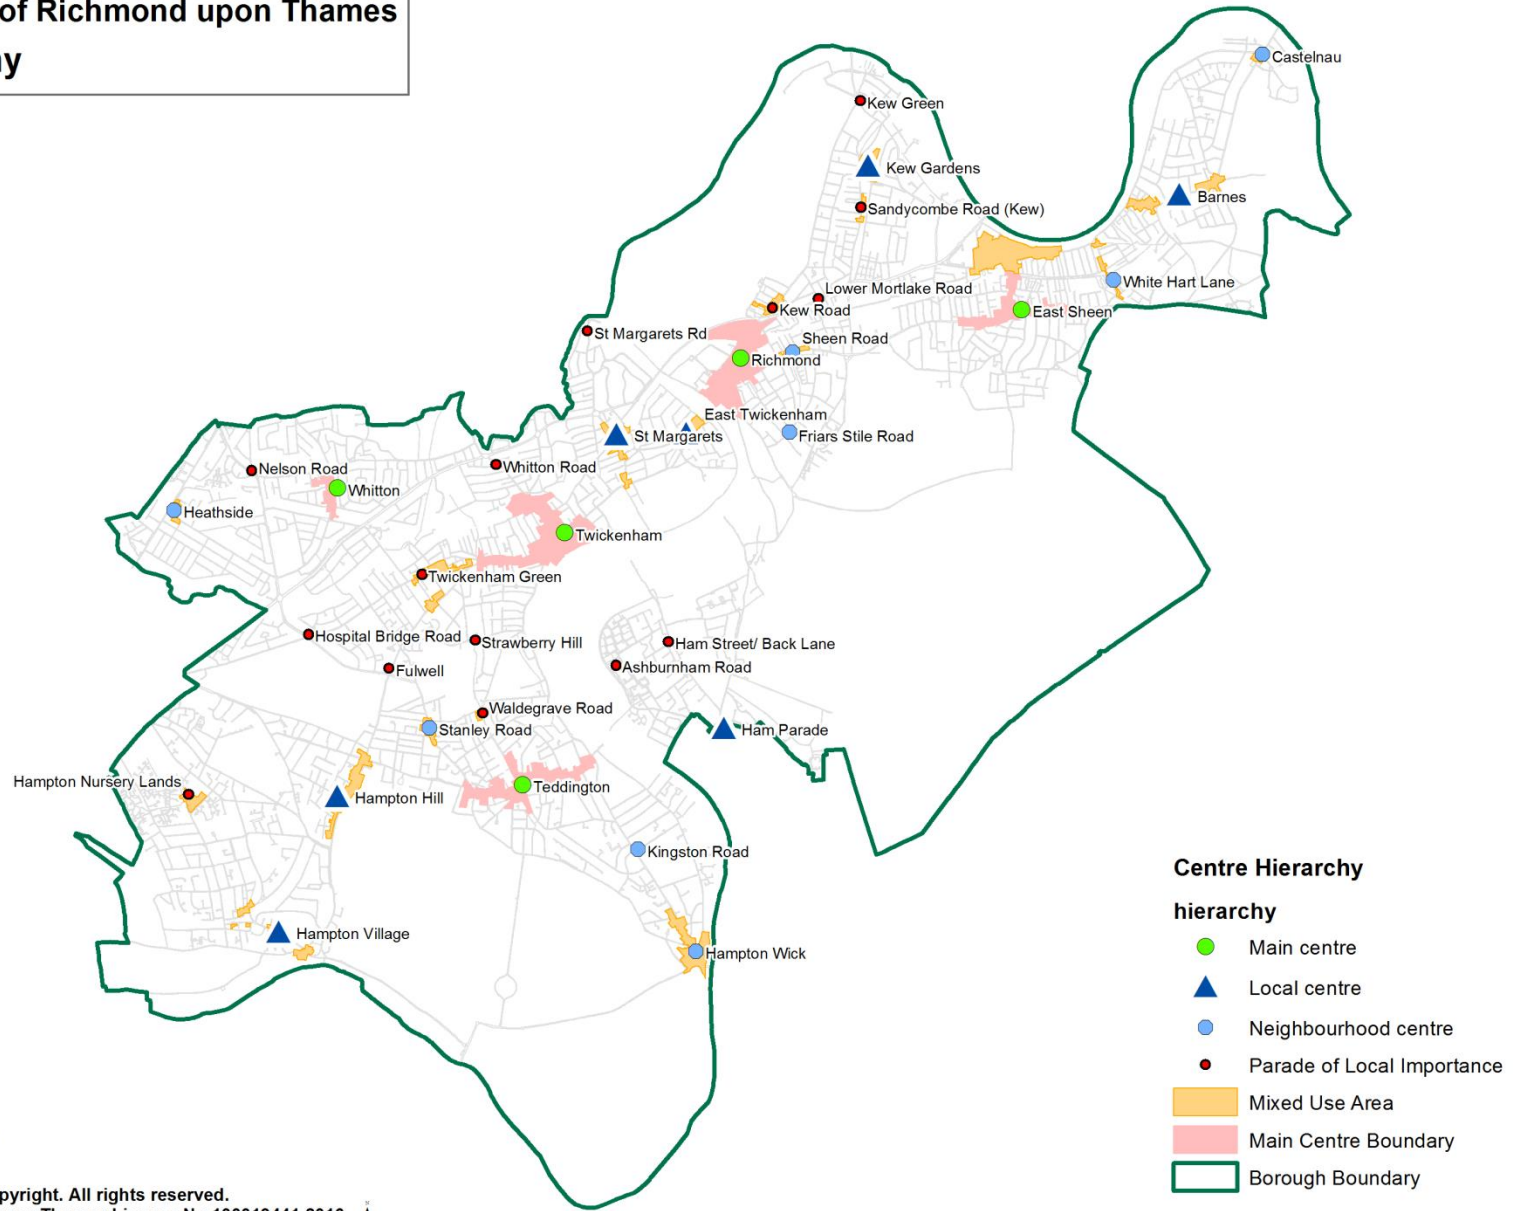 of Richmond upon Thames
Castelnau
Kew Green
Kew Gardens
Barnes
Sandycombe Road (Kew)
White Hart Lane
Lower Mortlake Road
Kew Road
East Sheen
St Margarets Rd
Sheen Road
Richmond
East Twickenham
St Margarets
Friars Stile Road
Nelson Road
Whitton Road
Whitton
Heathside
Twickenham
Twickenham Green
Hospital Bridge Road
Strawberry Hill
Ham Street/ Back Lane
Fulwell
Ashburnham Road
Waldegrave Road
Stanley Road
Ham Parade
Hampton Nursery Lands
Teddington
Hampton Hill
Kingston Road
Hampton Village
Hampton Wick
Centre Hierarchy
hierarchy
Main centre
Local centre
Neighbourhood centre
Parade of Local Importance
Mixed Use Area
Main Centre Boundary
Borough Boundary
pyright. All rights reserved.